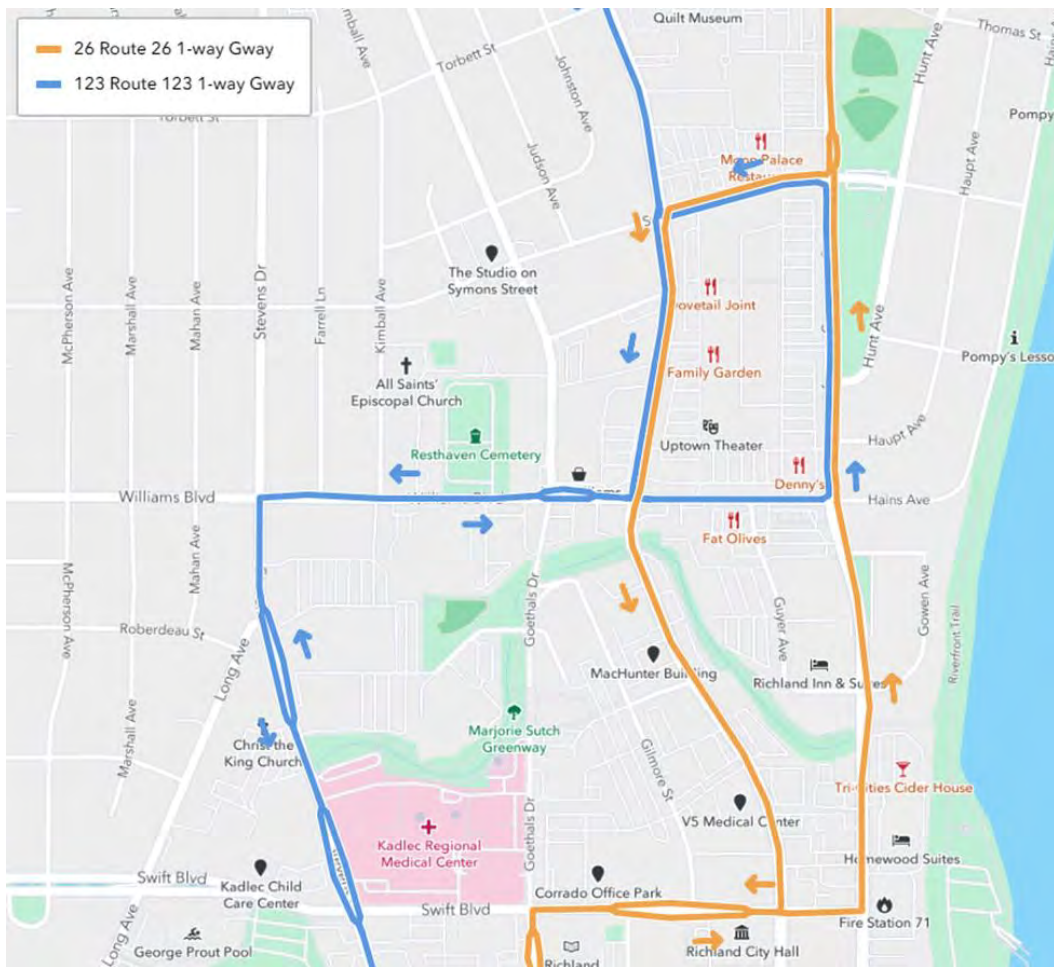 26 Route 26 1-way Gway
123 Route 123 1-way Gway
Quilt Museum
Thomas St
Hunt Ave
Kimball Ave
Torbett St
Johnston Ave
Torbett St
Judson Ave
Pompy
Haupt Ave
Moon Palace
The Studio on
Symons Street
McPherson Ave
Marshall Ave
Mahan Ave
Stevens Dr
Farrell Ln
Kimball Ave
Dovetail Joint
Hunt Ave
Pompy's Lesso
All Saints'
Episcopal Church
Family Garden
Uptown Theater
Haupt Ave
Resthaven Cemetery
Denny's
Williams Blvd
Hains Ave
Fat Olives
McPherson Ave
Mahan Ave
Goethals Dr
Guyer Ave
Gowen Ave
Riverfront Trail
Roberdeau St
Long Ave
MacHunter Building
Richland Inn & Suites
Marshall Ave
Christ the
King Church
Marjorie Sutch
Greenway
Gilmore St
Tri-Cities Cider House
V5 Medical Center
Kadlec Regional
Medical Center
Goethals Dr
Homewood Suites
Swift Blvd
Kadlec Child
Care Center
Corrado Office Park
Long Ave
Swift Blvd
Fire Station 71
George Prout Pool
Richland
Richland City Hall